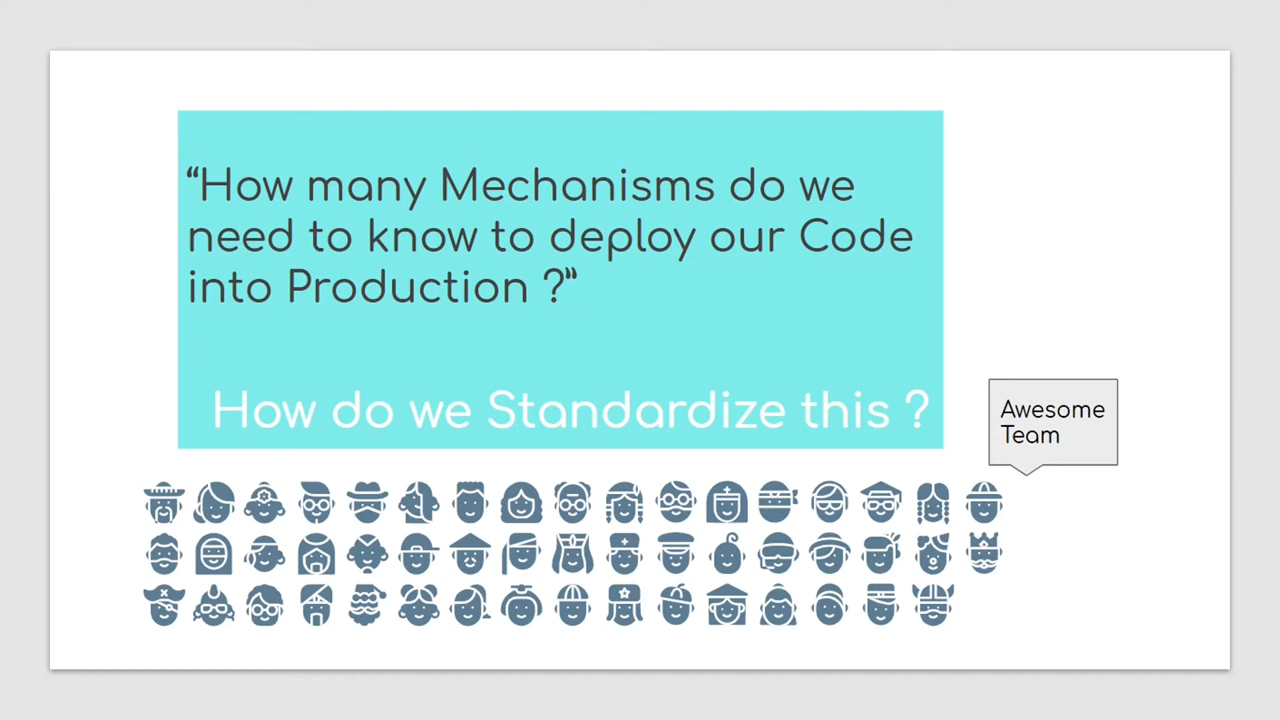 “How many Mechanisms do we
need to know to deploy our Code
into Production ?”
How do we Standardize this ?
Awesome
Team